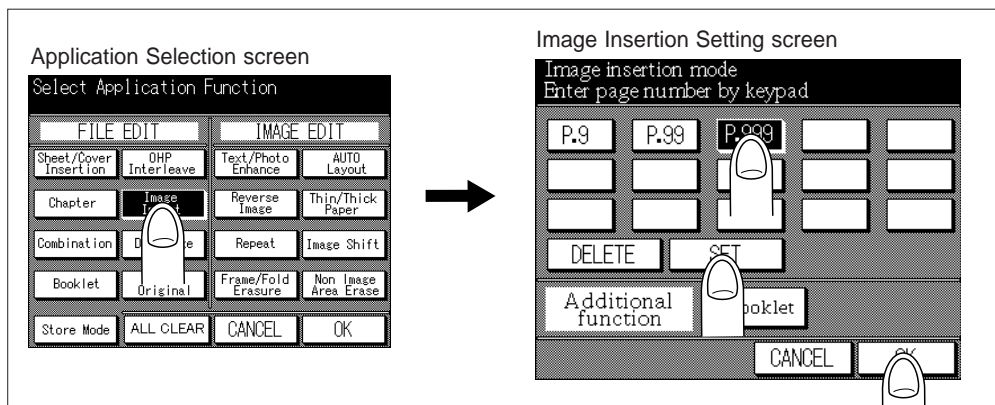 Application Selection screen
Select Application Function
FILE EDIT
IMAGE EDIT
Sheet/Cover
Insertion
OHP
Interleave
Text/Photo
Enhance
AUTO
Layout
Chapter
Image
Reverse
Image
Thin/Thick
Paper
Combination
Repeat
Image Shift
Booklet
Original
Frame/Fold
Erasure
Non Image
Area Erase
Store Mode
ALL CLEAR
CANCEL
OK
Image Insertion Setting screen
Image insertion mode
Enter page number by keypad
P.9
P.99
P.999
DELETE
SET
Additional
function
CANCEL
OK